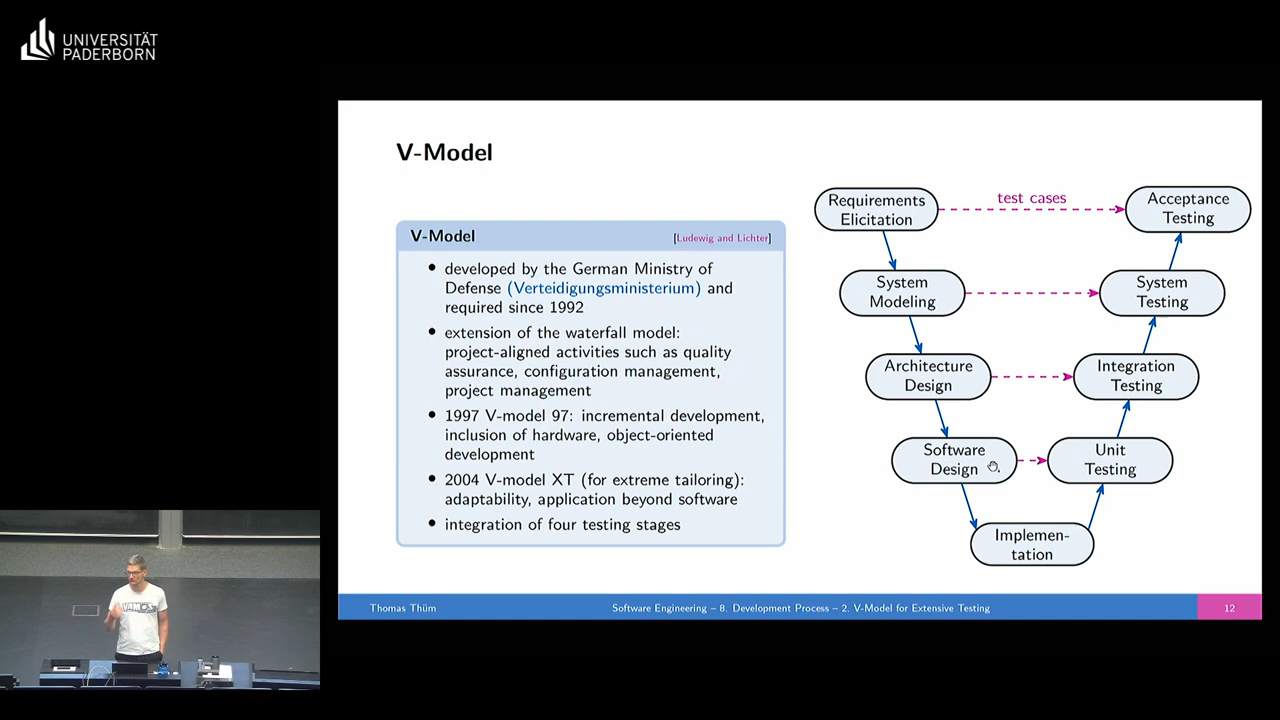 UNIVERSITÄT
PADERBORN
V-Model
V-Model [Ludewig and Lichter]
• developed by the German Ministry of
Defense (Verteidigungsministerium) and
required since 1992
• extension of the waterfall model:
project-aligned activities such as quality
assurance, configuration management,
project management
• 1997 V-model 97: incremental development,
inclusion of hardware, object-oriented
development
• 2004 V-model XT (for extreme tailoring):
adaptability, application beyond software
• integration of four testing stages
Requirements
Elicitation
test cases
Acceptance
Testing
System
Modeling
System
Testing
Architecture
Design
Integration
Testing
Software
Design
Unit
Testing
Implemen-
tation
Thomas Thüm
Software Engineering – 8. Development Process – 2. V-Model for Extensive Testing
12